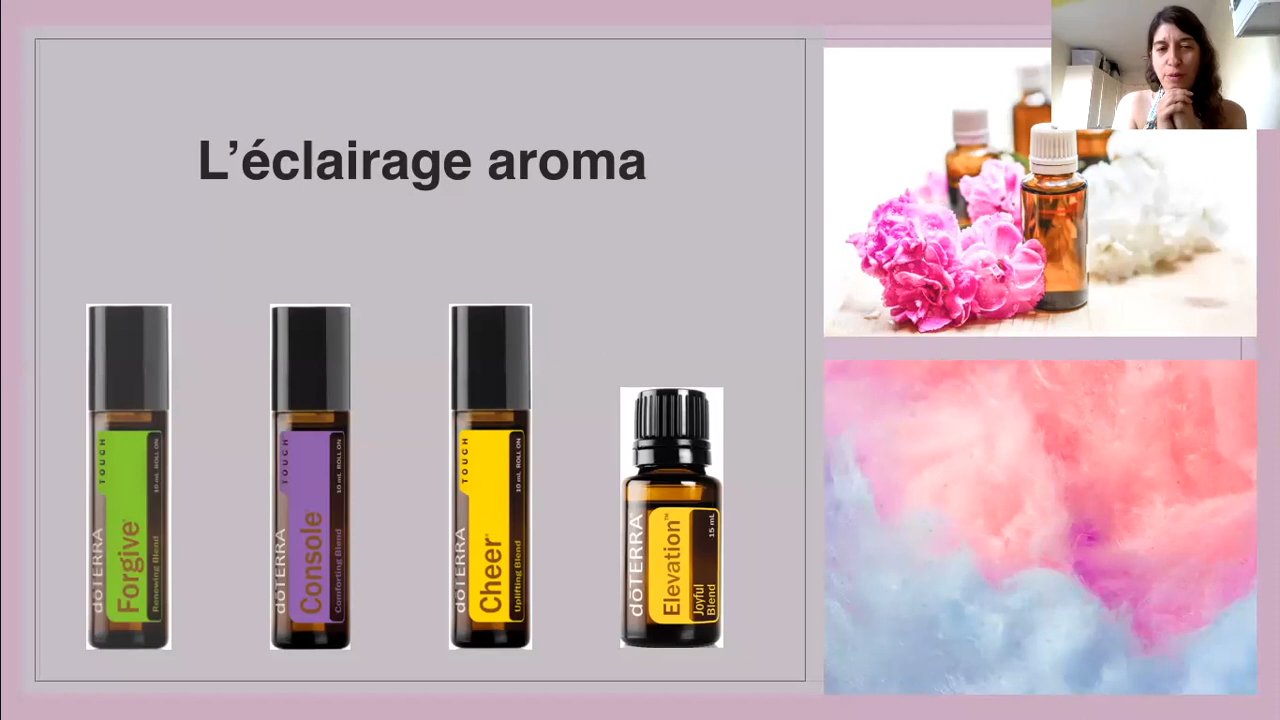 L’éclairage aroma
TOUCH
10 mL ROLL ON
dōTERRA
Forgive®
Renewing Blend
TOUCH
10 mL ROLL ON
dōTERRA
Console
Comforting Blend
TOUCH
10 mL ROLL ON
dōTERRA
Cheer®
Uplifting Blend
dōTERRA
Elevation™
Joyful
Blend
15 mL